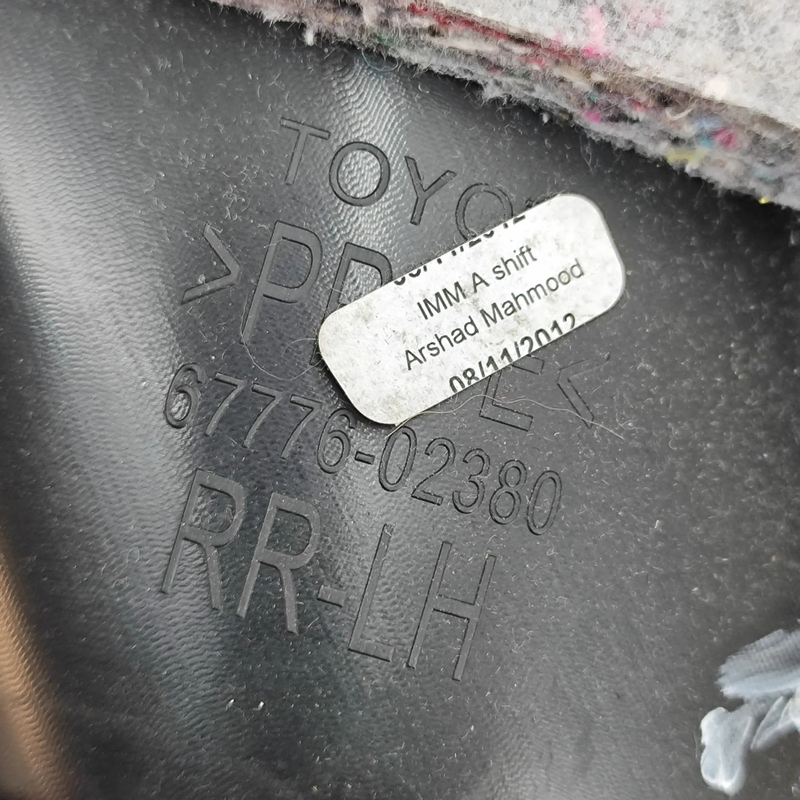 TOYO
>PP
E<
67776-02380
RR-LH
IMM A shift
Arshad Mahmood
08/11/2012